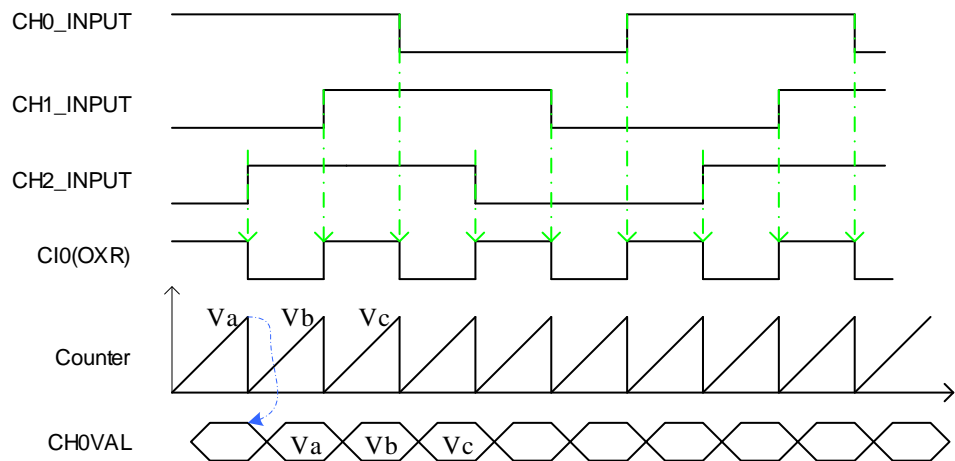 CH0_INPUT
CH1_INPUT
CH2_INPUT
CI0(OXR)
Va Vb Vc
Counter
CH0VAL Va Vb Vc